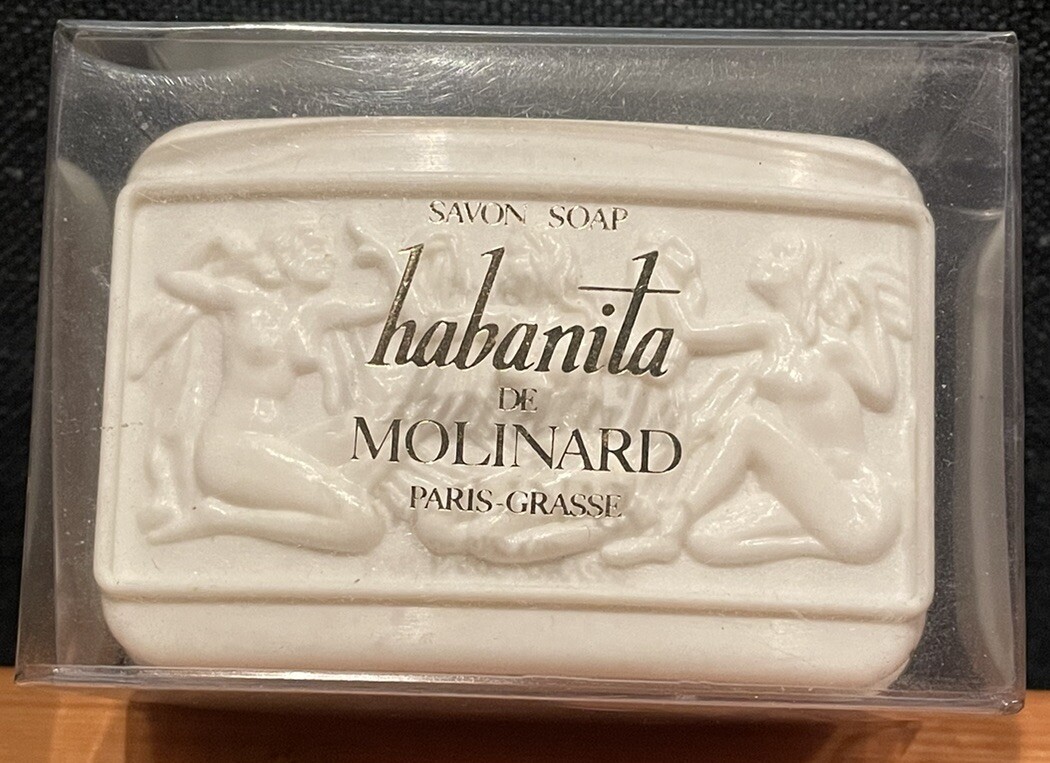 SAVON SOAP
habanita
DE
MOLINARD
PARIS-GRASSE